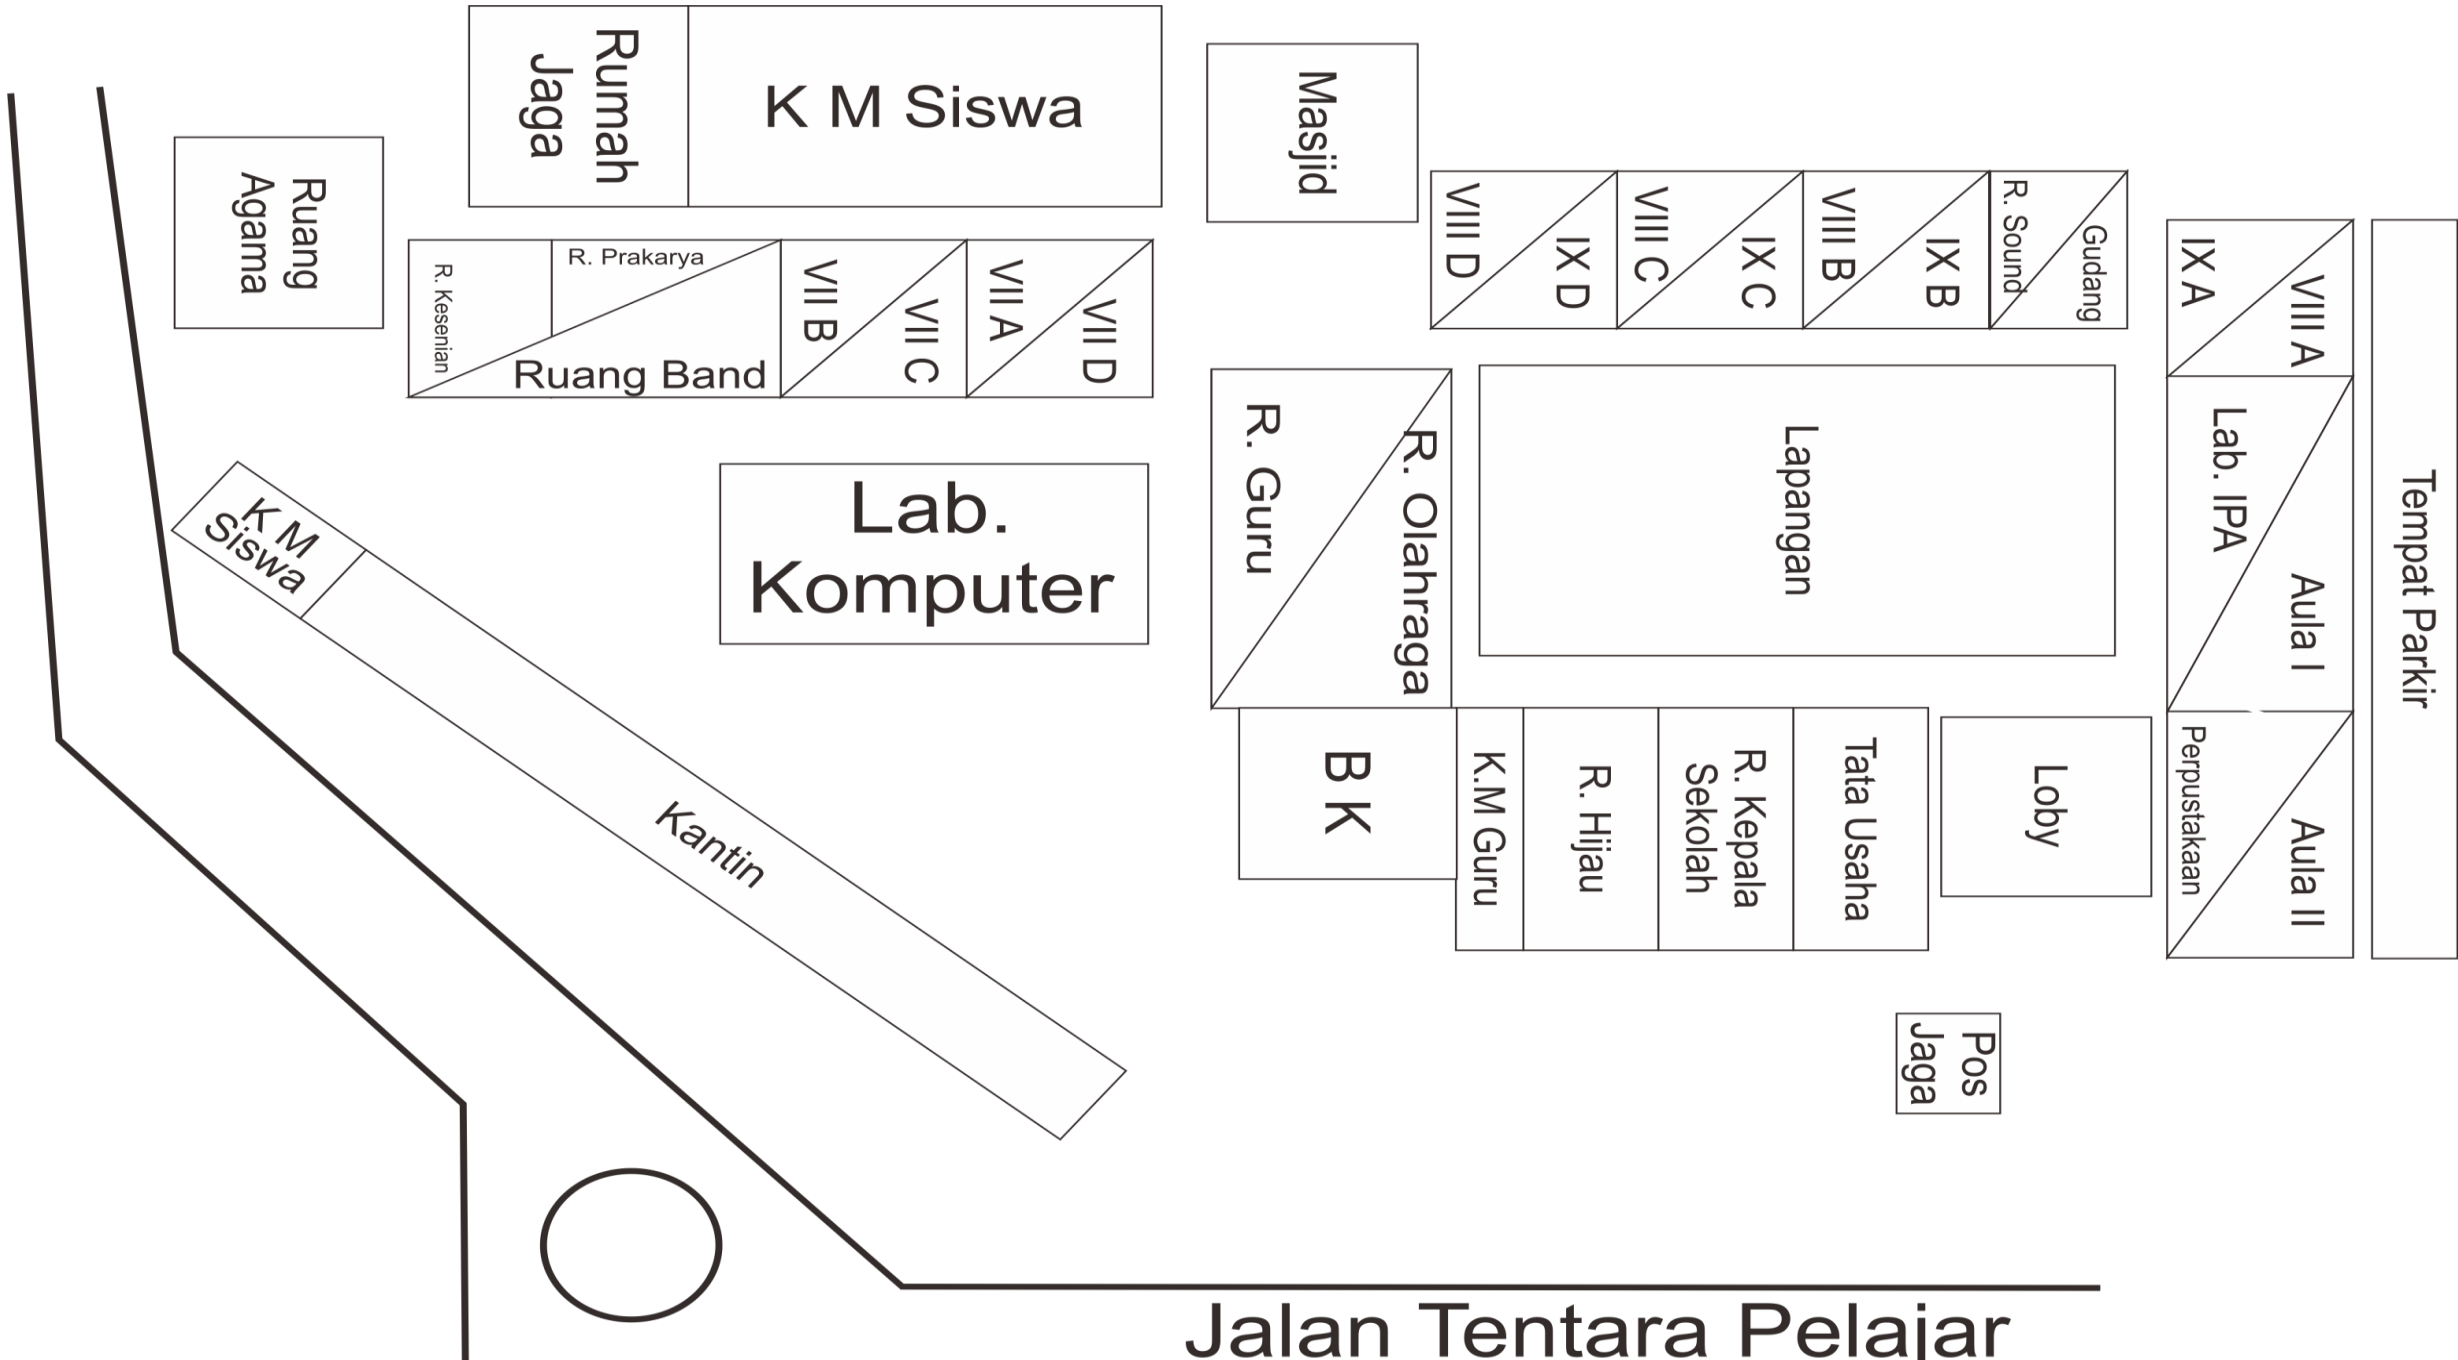 Rumah
Jaga
K M Siswa
Masjid
Ruang
Agama
R. Kesenian
R. Prakarya
Ruang Band
VII B
VII C
VII A
VII D
VIII D
IX D
VIII C
IX C
VIII B
IX B
R. Sound
Gudang
IX A
VIII A
Lab. IPA
Aula I
Perpustakaan
Aula II
Tempat Parkir
K M
Siswa
Kantin
Lab.
Komputer
R. Guru
R. Olahraga
Lapangan
B K
K.M Guru
R. Hijau
R. Kepala
Sekolah
Tata Usaha
Loby
Pos
Jaga
Jalan Tentara Pelajar